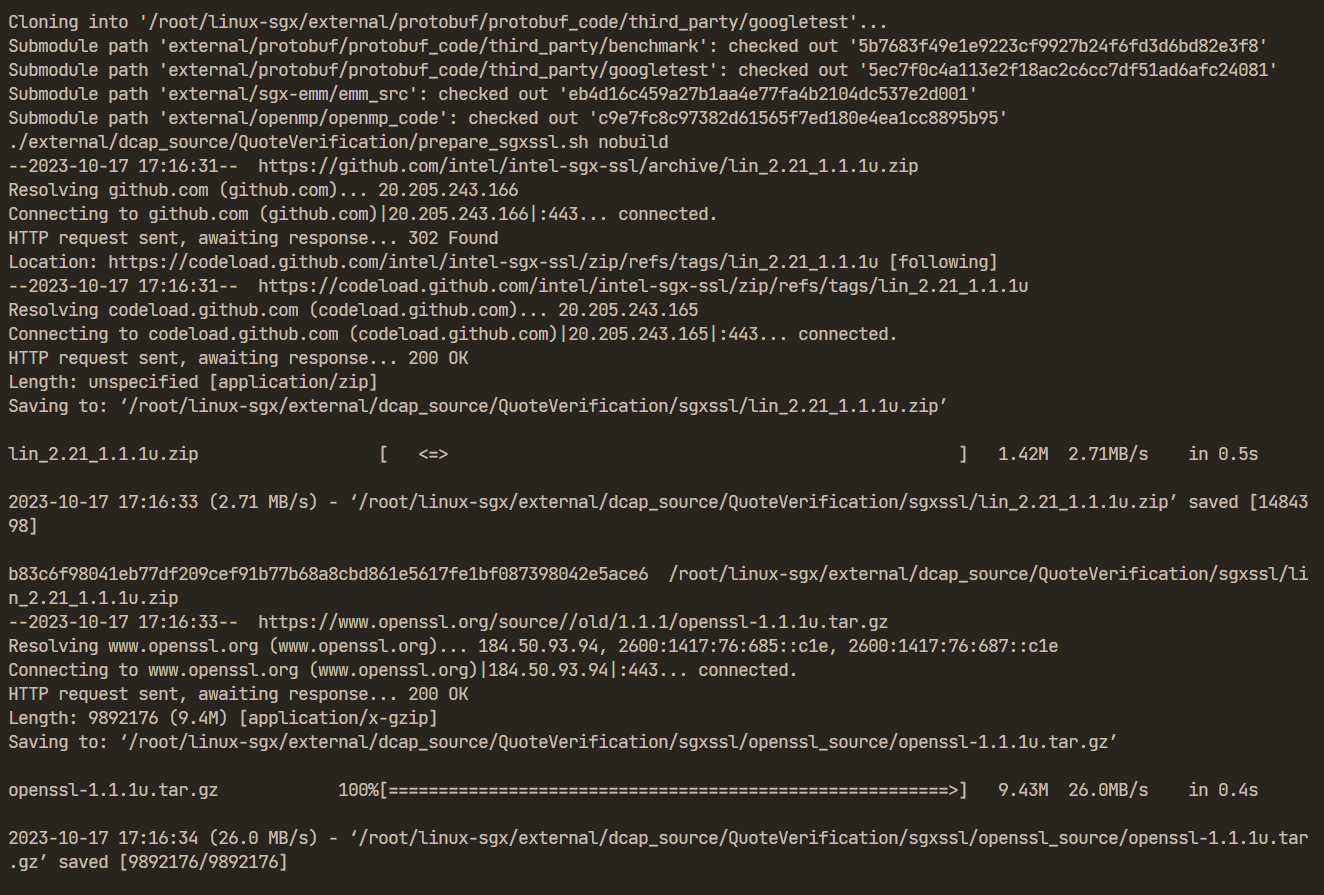 Cloning into '/root/linux-sgx/external/protobuf/protobuf_code/third_party/googletest'...
Submodule path 'external/protobuf/protobuf_code/third_party/benchmark': checked out '5b7683f49e1e9223cf9927b24f6fd3d6bd82e3f8'
Submodule path 'external/protobuf/protobuf_code/third_party/googletest': checked out '5ec7f0c4a113e2f18ac2c6cc7df51ad6afc24081'
Submodule path 'external/sgx-emm/emm_src': checked out 'eb4d16c459a27b1aa4e77fa4b2104dc537e2d001'
Submodule path 'external/openmp/openmp_code': checked out 'c9e7fc8c97382d61565f7ed180e4ea1cc8895b95'
./external/dcap_source/QuoteVerification/prepare_sgxssl.sh nobuild
--2023-10-17 17:16:31--  https://github.com/intel/intel-sgx-ssl/archive/lin_2.21_1.1.1u.zip
Resolving github.com (github.com)... 20.205.243.166
Connecting to github.com (github.com)|20.205.243.166|:443... connected.
HTTP request sent, awaiting response... 302 Found
Location: https://codeload.github.com/intel/intel-sgx-ssl/zip/refs/tags/lin_2.21_1.1.1u [following]
--2023-10-17 17:16:31--  https://codeload.github.com/intel/intel-sgx-ssl/zip/refs/tags/lin_2.21_1.1.1u
Resolving codeload.github.com (codeload.github.com)... 20.205.243.165
Connecting to codeload.github.com (codeload.github.com)|20.205.243.165|:443... connected.
HTTP request sent, awaiting response... 200 OK
Length: unspecified [application/zip]
Saving to: ‘/root/linux-sgx/external/dcap_source/QuoteVerification/sgxssl/lin_2.21_1.1.1u.zip’
lin_2.21_1.1.1u.zip                  [   <=>                                                   ]   1.42M  2.71MB/s    in 0.5s
2023-10-17 17:16:33 (2.71 MB/s) - ‘/root/linux-sgx/external/dcap_source/QuoteVerification/sgxssl/lin_2.21_1.1.1u.zip’ saved [14843
98]
b83c6f98041eb77df209cef91b77b68a8cbd861e5617fe1bf087398042e5ace6  /root/linux-sgx/external/dcap_source/QuoteVerification/sgxssl/li
n_2.21_1.1.1u.zip
--2023-10-17 17:16:33--  https://www.openssl.org/source//old/1.1.1/openssl-1.1.1u.tar.gz
Resolving www.openssl.org (www.openssl.org)... 184.50.93.94, 2600:1417:76:685::c1e, 2600:1417:76:687::c1e
Connecting to www.openssl.org (www.openssl.org)|184.50.93.94|:443... connected.
HTTP request sent, awaiting response... 200 OK
Length: 9892176 (9.4M) [application/x-gzip]
Saving to: ‘/root/linux-sgx/external/dcap_source/QuoteVerification/sgxssl/openssl_source/openssl-1.1.1u.tar.gz’
openssl-1.1.1u.tar.gz            100%[========================================================>]   9.43M  26.0MB/s    in 0.4s
2023-10-17 17:16:34 (26.0 MB/s) - ‘/root/linux-sgx/external/dcap_source/QuoteVerification/sgxssl/openssl_source/openssl-1.1.1u.tar
.gz’ saved [9892176/9892176]